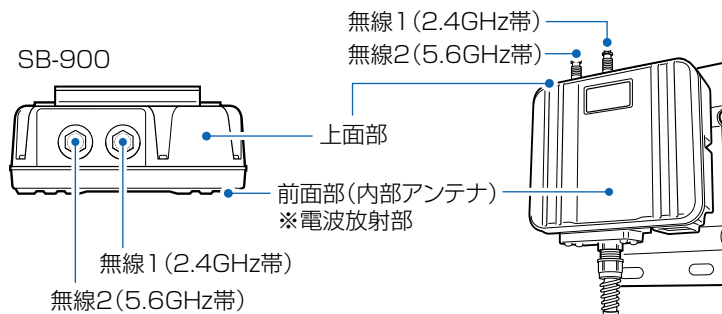 無線1(2.4GHz帯)
無線2(5.6GHz帯)
SB-900
上面部
前面部(内部アンテナ)
※電波放射部
無線1(2.4GHz帯)
無線2(5.6GHz帯)